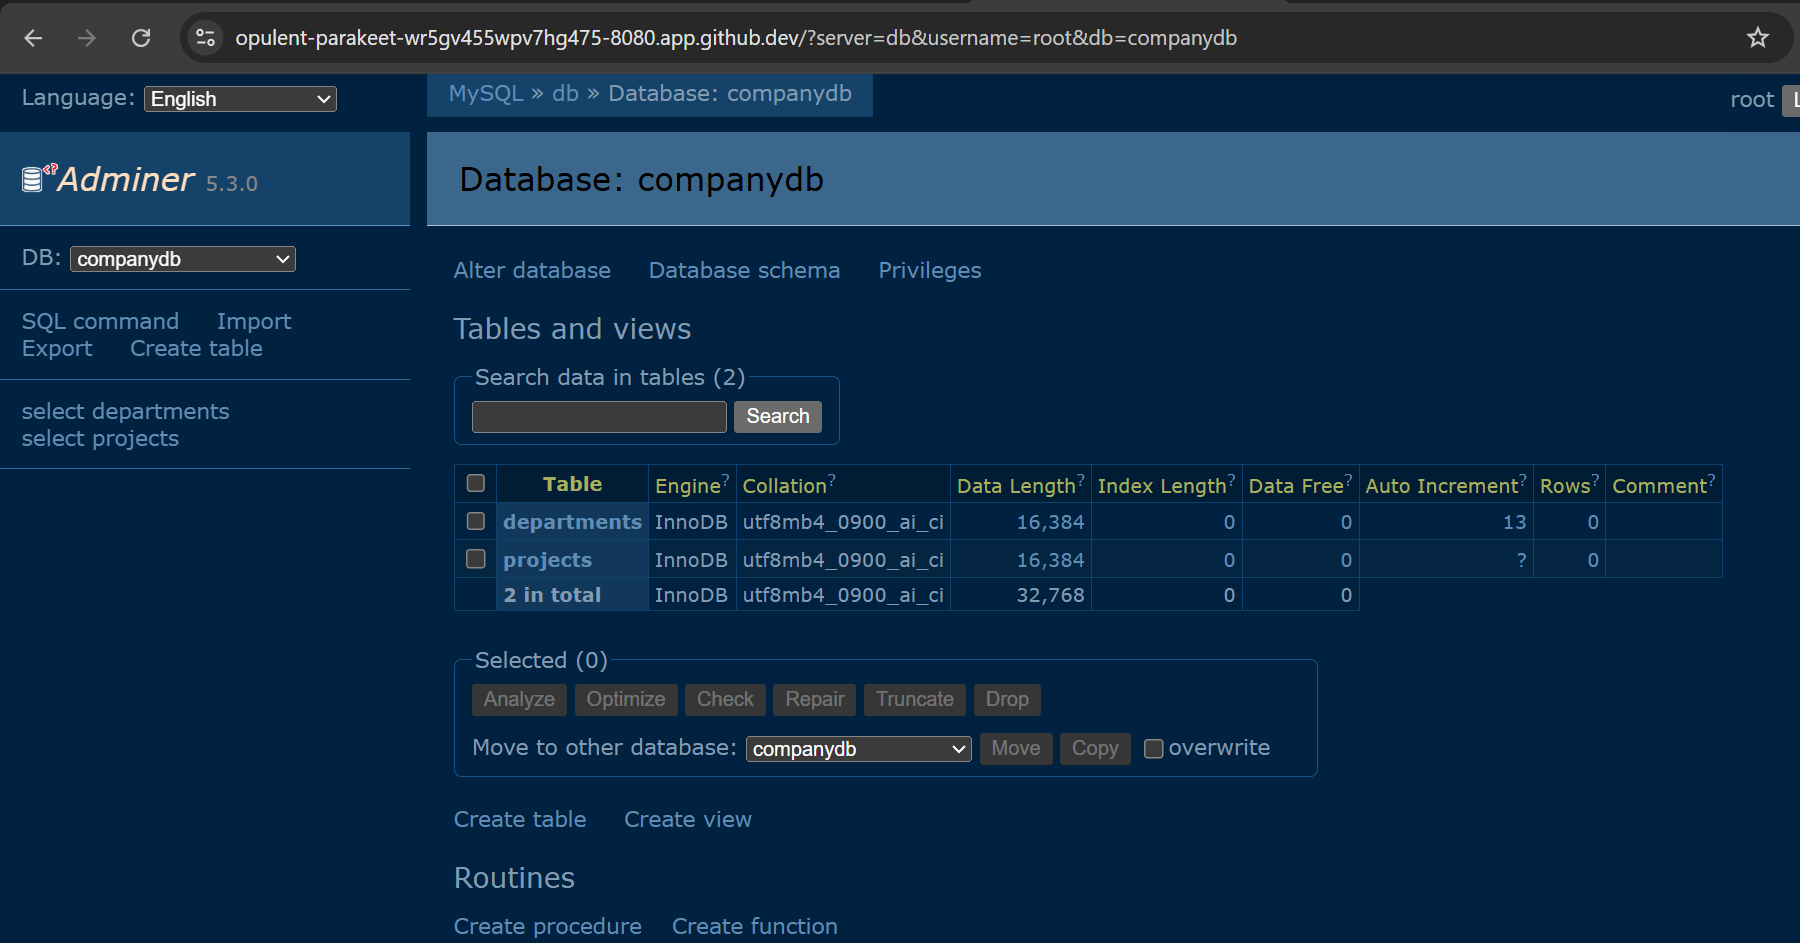 opulent-parakeet-wr5gv455wpv7hg475-8080.app.github.dev/?server=db&username=root&db=companydb
Language: English
MySQL » db » Database: companydb
root L
Adminer 5.3.0
Database: companydb
DB: companydb
SQL command Import
Export Create table
select departments
select projects
Alter database Database schema Privileges
Tables and views
Search data in tables (2)
Search
Table Engine? Collation? Data Length? Index Length? Data Free? Auto Increment? Rows? Comment?
departments InnoDB utf8mb4_0900_ai_ci 16,384 0 0 13 0
projects InnoDB utf8mb4_0900_ai_ci 16,384 0 0 ? 0
2 in total InnoDB utf8mb4_0900_ai_ci 32,768 0 0
Selected (0)
Analyze Optimize Check Repair Truncate Drop
Move to other database: companydb Move Copy overwrite
Create table Create view
Routines
Create procedure Create function